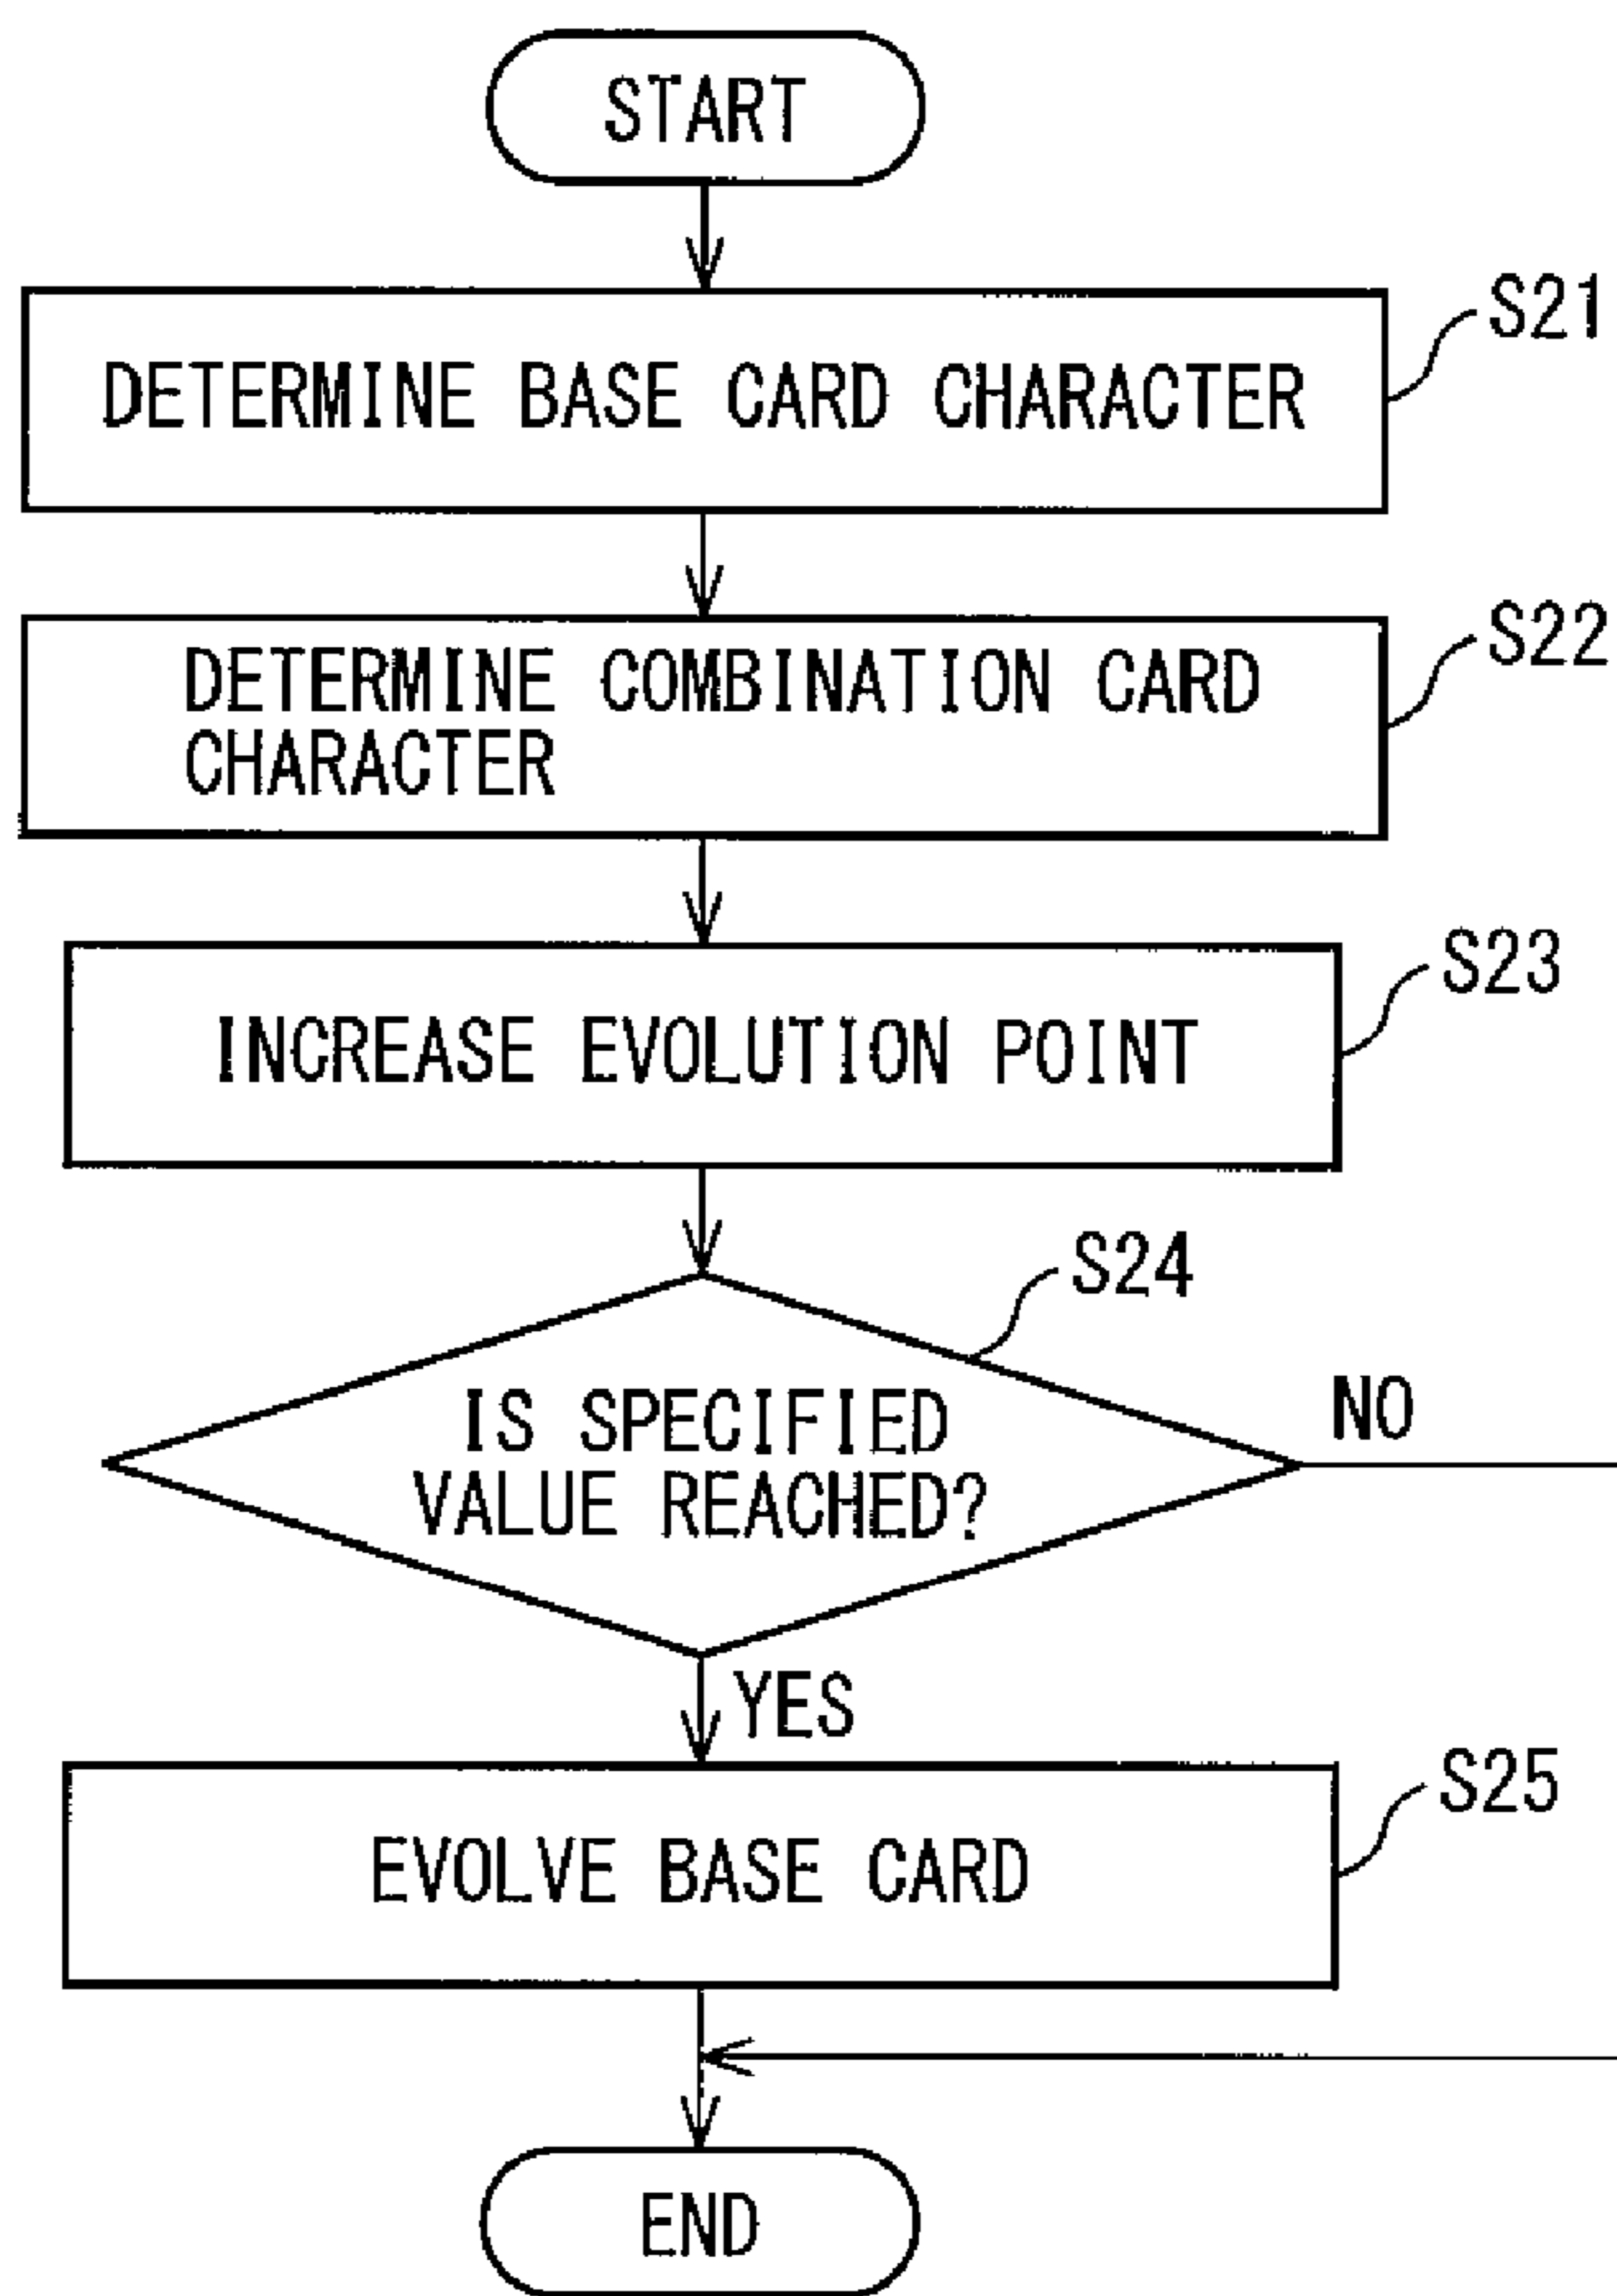 START
S21
DETERMINE BASE CARD CHARACTER
S22
DETERMINE COMBINATION CARD
CHARACTER
S23
INCREASE EVOLUTION POINT
S24
IS SPECIFIED
VALUE REACHED?
NO
YES
S25
EVOLVE BASE CARD
END